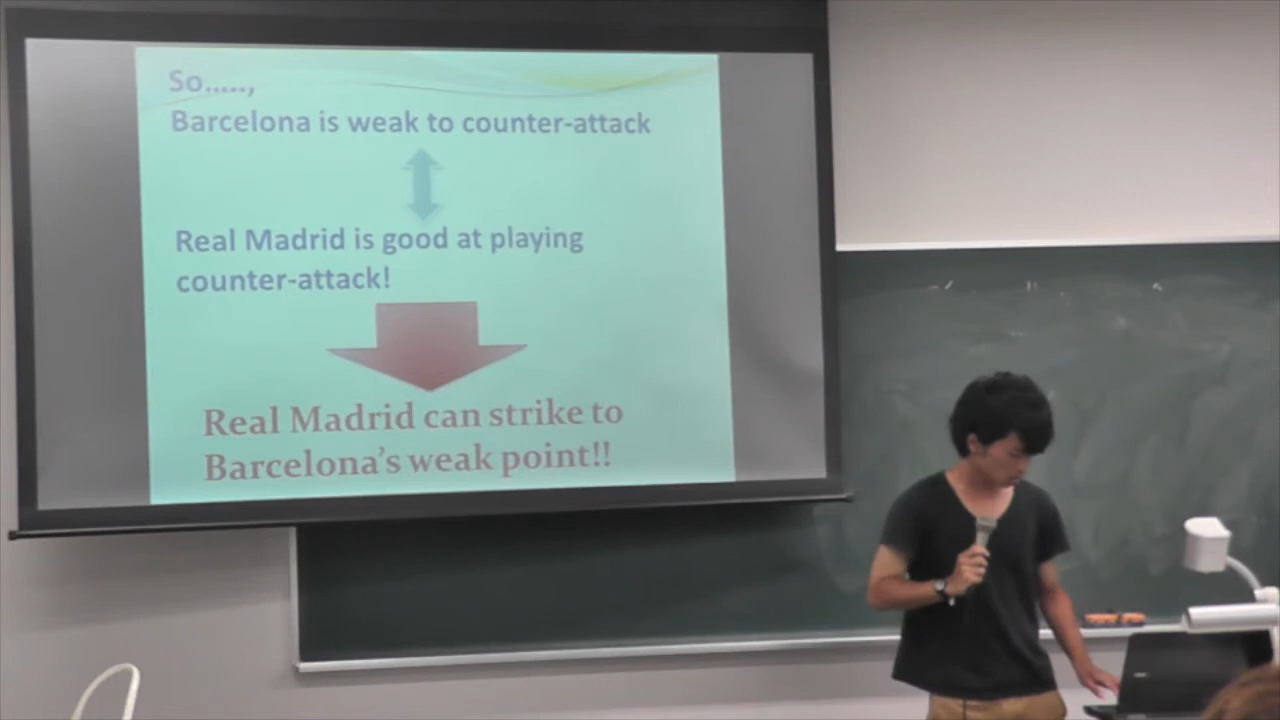 So.....,
Barcelona is weak to counter-attack
Real Madrid is good at playing
counter-attack!
Real Madrid can strike to
Barcelona's weak point!!